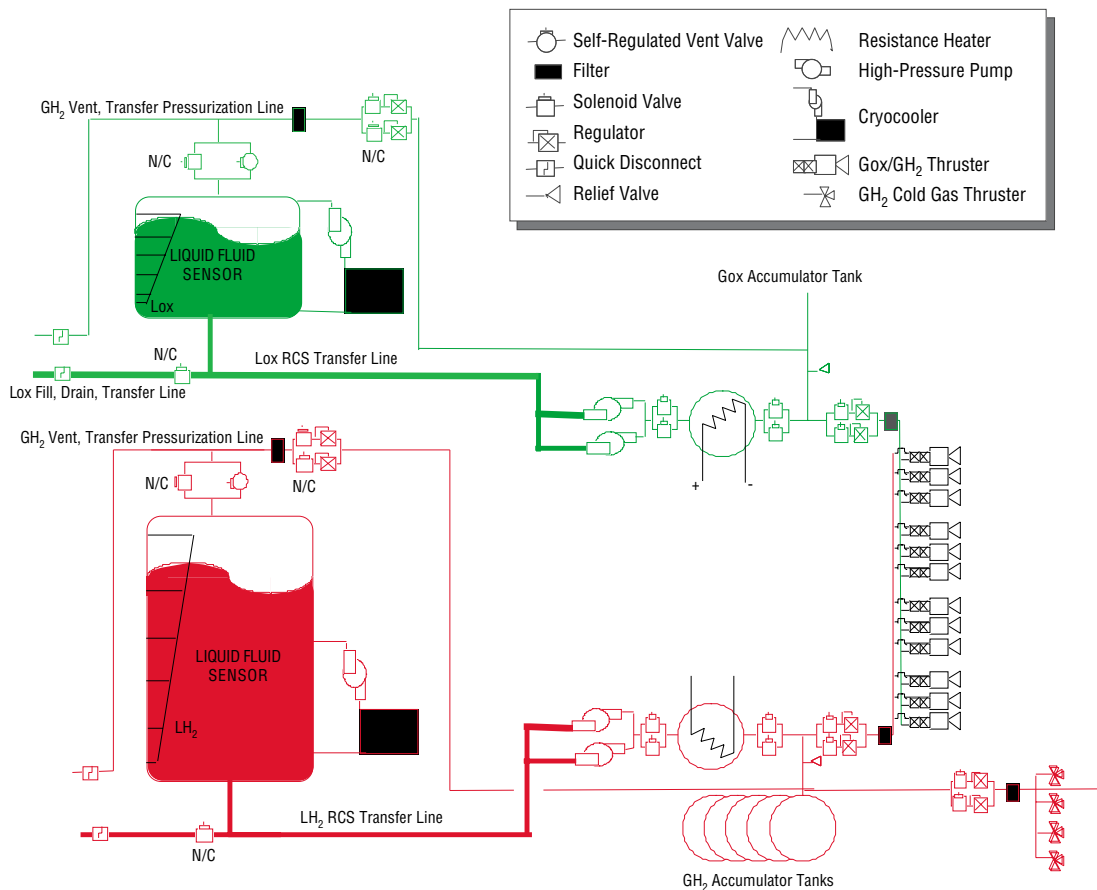 Self-Regulated Vent Valve
Resistance Heater
Filter
High-Pressure Pump
Solenoid Valve
Cryocooler
Regulator
Quick Disconnect
Gox/GH₂ Thruster
Relief Valve
GH₂ Cold Gas Thruster
GH₂ Vent, Transfer Pressurization Line
N/C
N/C
LIQUID FLUID
SENSOR
Lox
Gox Accumulator Tank
N/C
Lox RCS Transfer Line
Lox Fill, Drain, Transfer Line
GH₂ Vent, Transfer Pressurization Line
N/C
N/C
+
-
LIQUID FLUID
SENSOR
LH₂
LH₂ RCS Transfer Line
N/C
GH₂ Accumulator Tanks